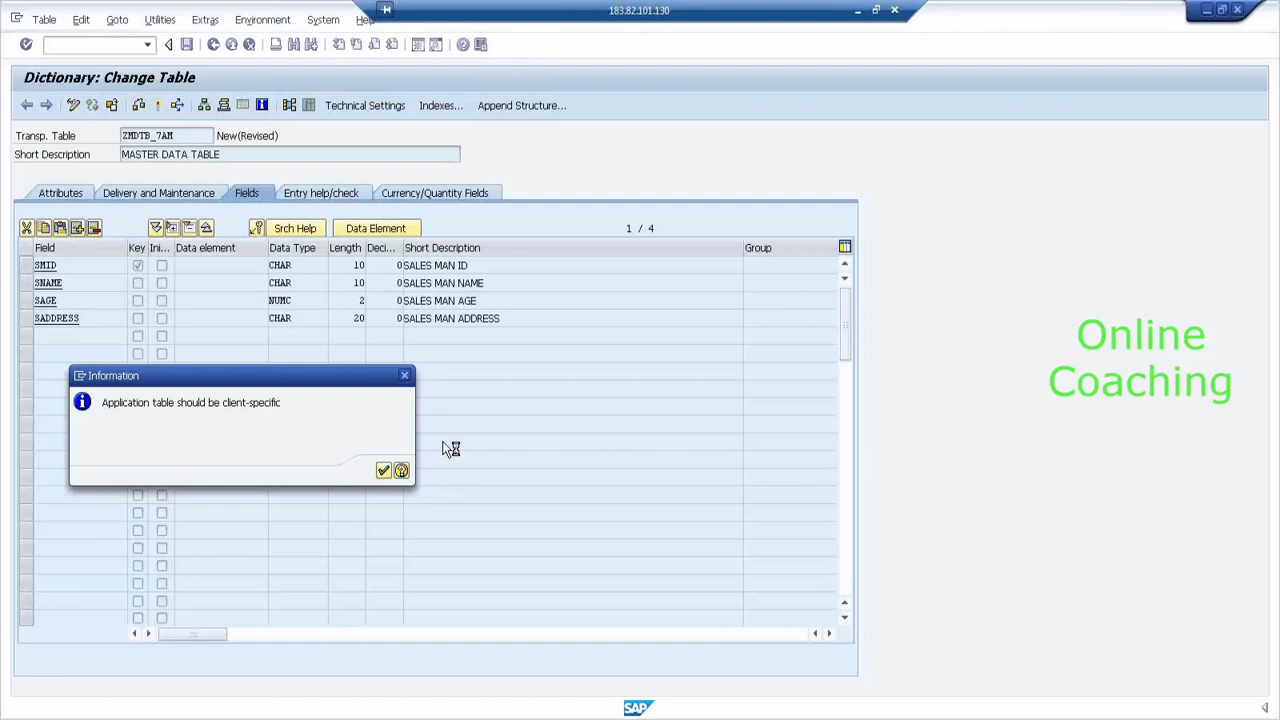 183.82.101.130
Table Edit Goto Utilities Extras Environment System Help
Dictionary: Change Table
Technical Settings Indexes... Append Structure...
Transp. Table ZMDTB_7AM New(Revised)
Short Description MASTER DATA TABLE
Attributes Delivery and Maintenance Fields Entry help/check Currency/Quantity Fields
Srch Help Data Element 1 / 4
Field Key Ini... Data element Data Type Length Deci... Short Description Group
SMID CHAR 10 0 SALES MAN ID
SNAME CHAR 10 0 SALES MAN NAME
SAGE NUMC 2 0 SALES MAN AGE
SADDRESS CHAR 20 0 SALES MAN ADDRESS
Information
Application table should be client-specific
Online
Coaching
SAP